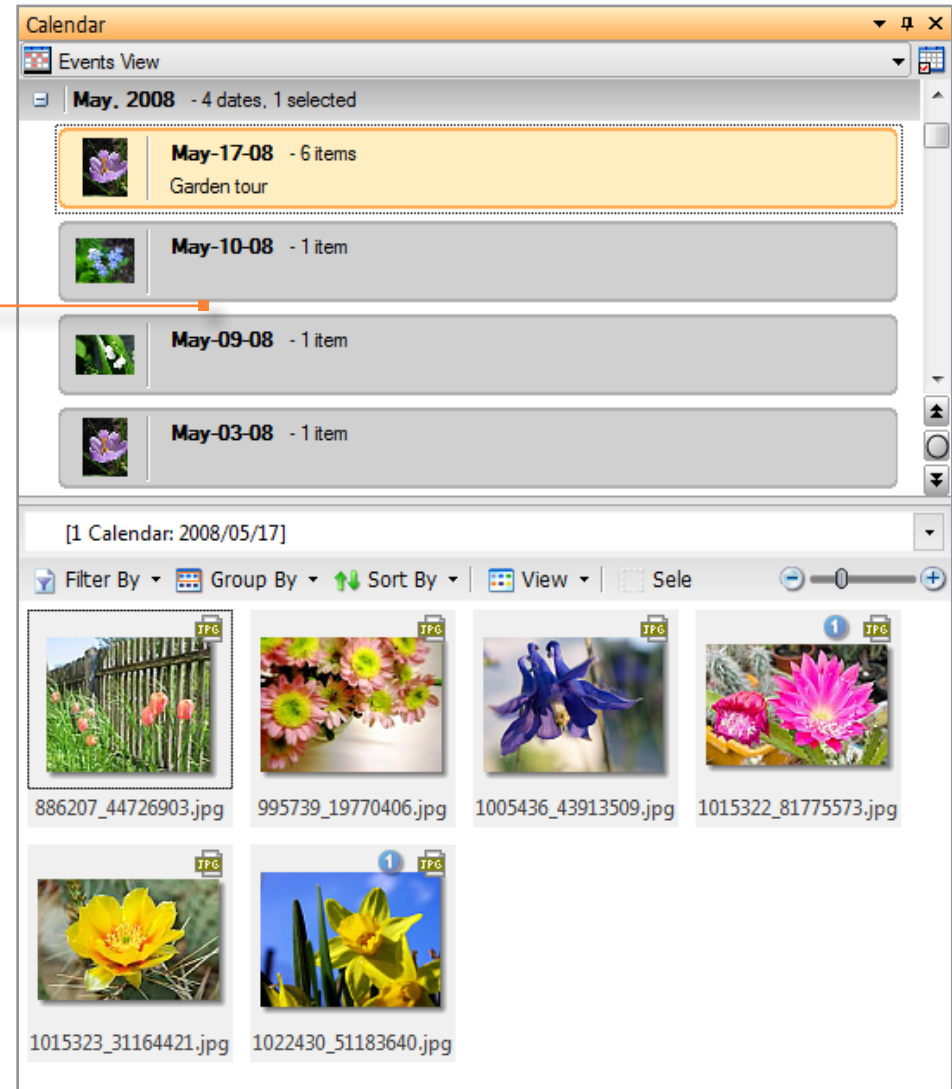 Calendar
Events View
May, 2008 - 4 dates, 1 selected
May-17-08 - 6 items
Garden tour
May-10-08 - 1 item
May-09-08 - 1 item
May-03-08 - 1 item
[1 Calendar: 2008/05/17]
Filter By Group By Sort By View Sele
JPG JPG JPG 1 JPG
886207_44726903.jpg 995739_19770406.jpg 1005436_43913509.jpg 1015322_81775573.jpg
JPG 1 JPG
1015323_31164421.jpg 1022430_51183640.jpg